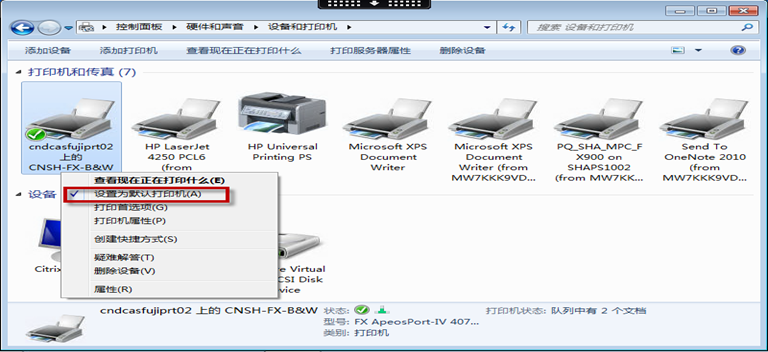 控制面板 ▸ 硬件和声音 ▸ 设备和打印机 ▸
搜索 设备和打印机
添加设备 添加打印机 查看现在正在打印什么 打印服务器属性 删除设备
打印机和传真 (7)
cndcasfujiprt02
上的
CNSH-FX-B&W
HP LaserJet
4250 PCL6
(from
HP Universal
Printing PS
Microsoft XPS
Document
Writer
Microsoft XPS
Document
Writer (from
MW7KKK9VD...
PQ_SHA_MPC_F
X900 on
SHAPS1002
(from MW7KK...
Send To
OneNote 2010
(from
MW7KKK9VD...
设备
查看现在正在打印什么(E)
设置为默认打印机(A)
打印首选项(G)
打印机属性(P)
创建快捷方式(S)
疑难解答(T)
删除设备(V)
属性(R)
Citrix
Virtual
CSI Disk
vice
cndcasfujiprt02 上的 CNSH-FX-B&W
状态:
型号: FX ApeosPort-IV 407...
类别: 打印机
打印机状态: 队列中有 2 个文档